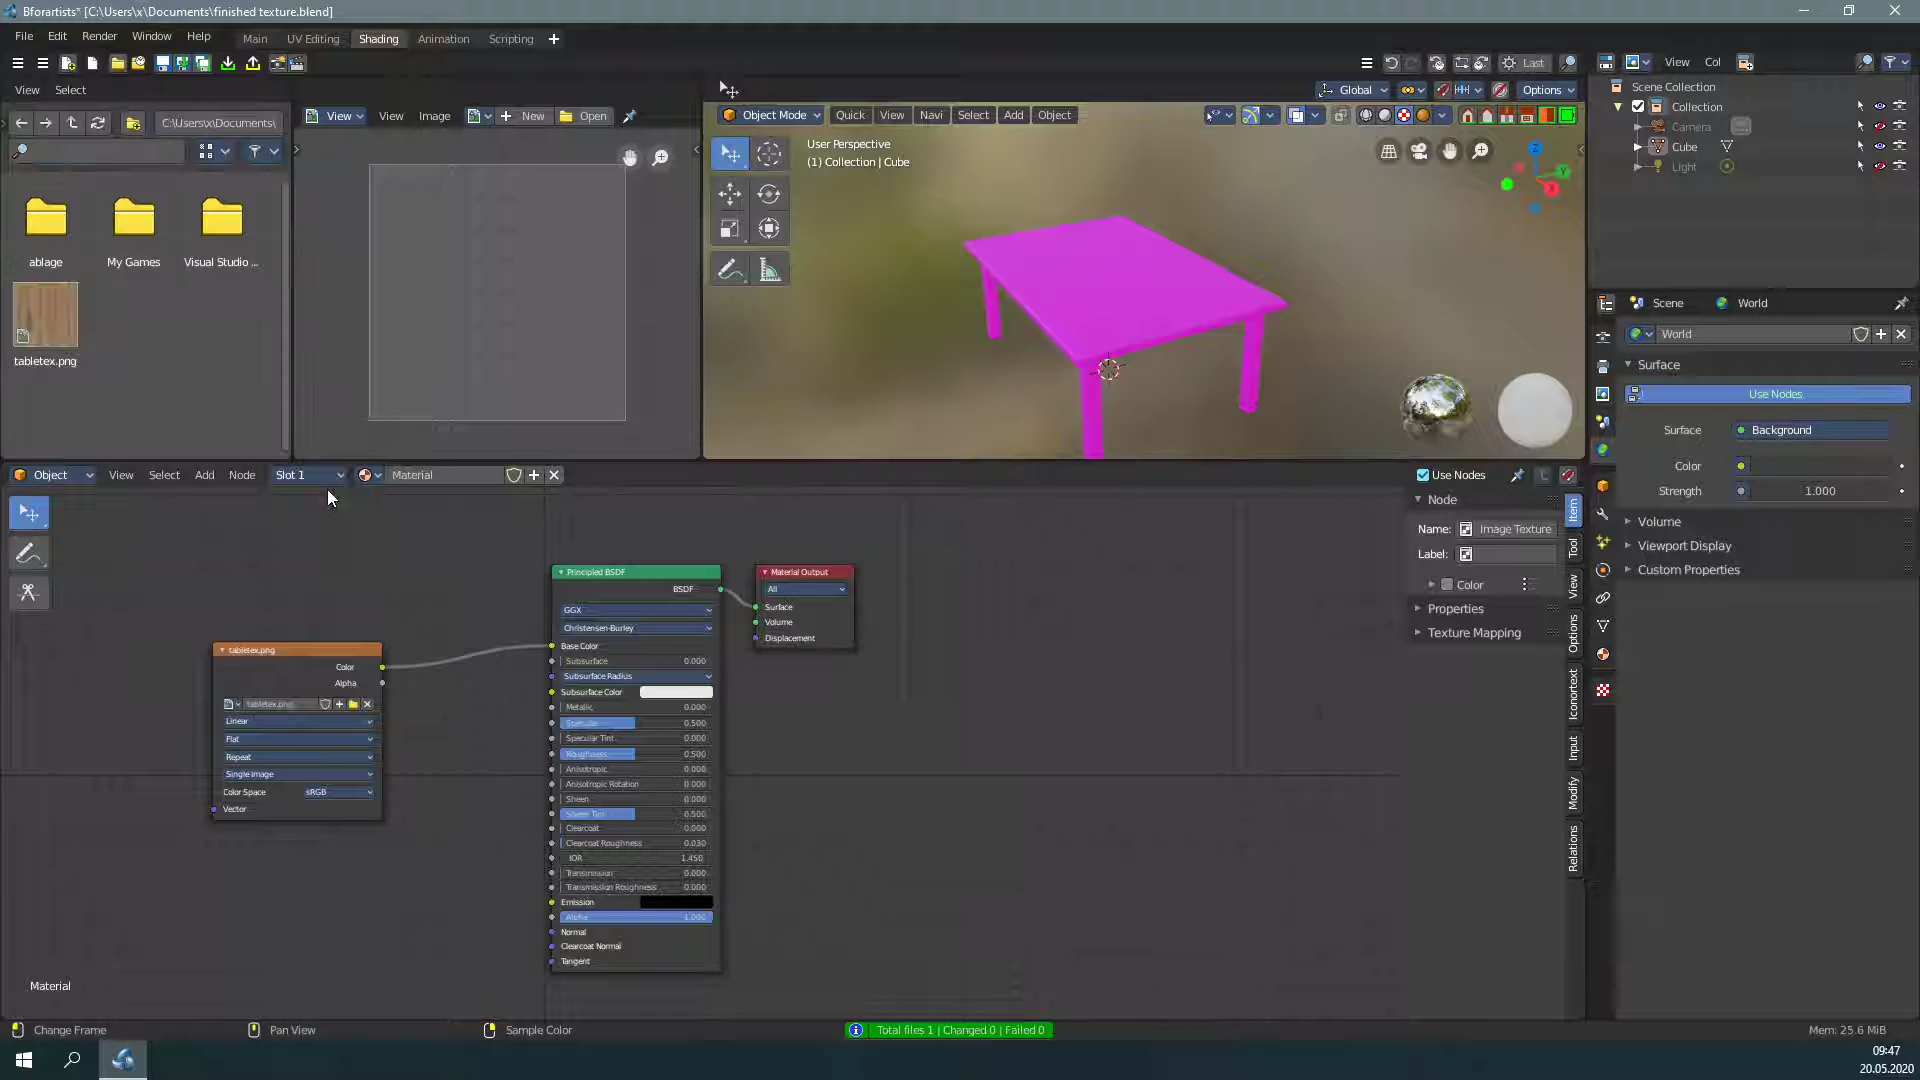 Bforartists* [C:\Users\x\Documents\finished texture.blend]
File Edit Render Window Help
Main UV Editing Shading Animation Scripting
Last
View Select
C:\Users\x\Documents\
ablage My Games Visual Studio ...
tabletex.png
View View Image New Open
Global Options
Object Mode Quick View Navi Select Add Object
User Perspective
(1) Collection | Cube
View Col
Scene Collection
Collection
Camera
Cube
Light
Scene World
World
Surface
Use Nodes
Surface Background
Color
Strength 1.000
Volume
Viewport Display
Custom Properties
Object View Select Add Node Slot 1 Material
Use Nodes
Node
Name: Image Texture
Label:
Color
Properties
Texture Mapping
Item
Tool
View
Options
Iconortext
Input
Modify
Relations
tabletex.png
Color
Alpha
tabletex.png
Linear
Flat
Repeat
Single Image
Color Space sRGB
Vector
Principled BSDF
BSDF
GGX
Christensen-Burley
Base Color
Subsurface 0.000
Subsurface Radius
Subsurface Color
Metallic 0.000
Specular 0.500
Specular Tint 0.000
Roughness 0.500
Anisotropic 0.000
Anisotropic Rotation 0.000
Sheen 0.000
Sheen Tint 0.500
Clearcoat 0.000
Clearcoat Roughness 0.030
IOR 1.450
Transmission 0.000
Transmission Roughness 0.000
Emission
Alpha 1.000
Normal
Clearcoat Normal
Tangent
Material Output
All
Surface
Volume
Displacement
Material
Change Frame Pan View Sample Color Total files 1 | Changed 0 | Failed 0 Mem: 25.6 MiB
09:47
20.05.2020